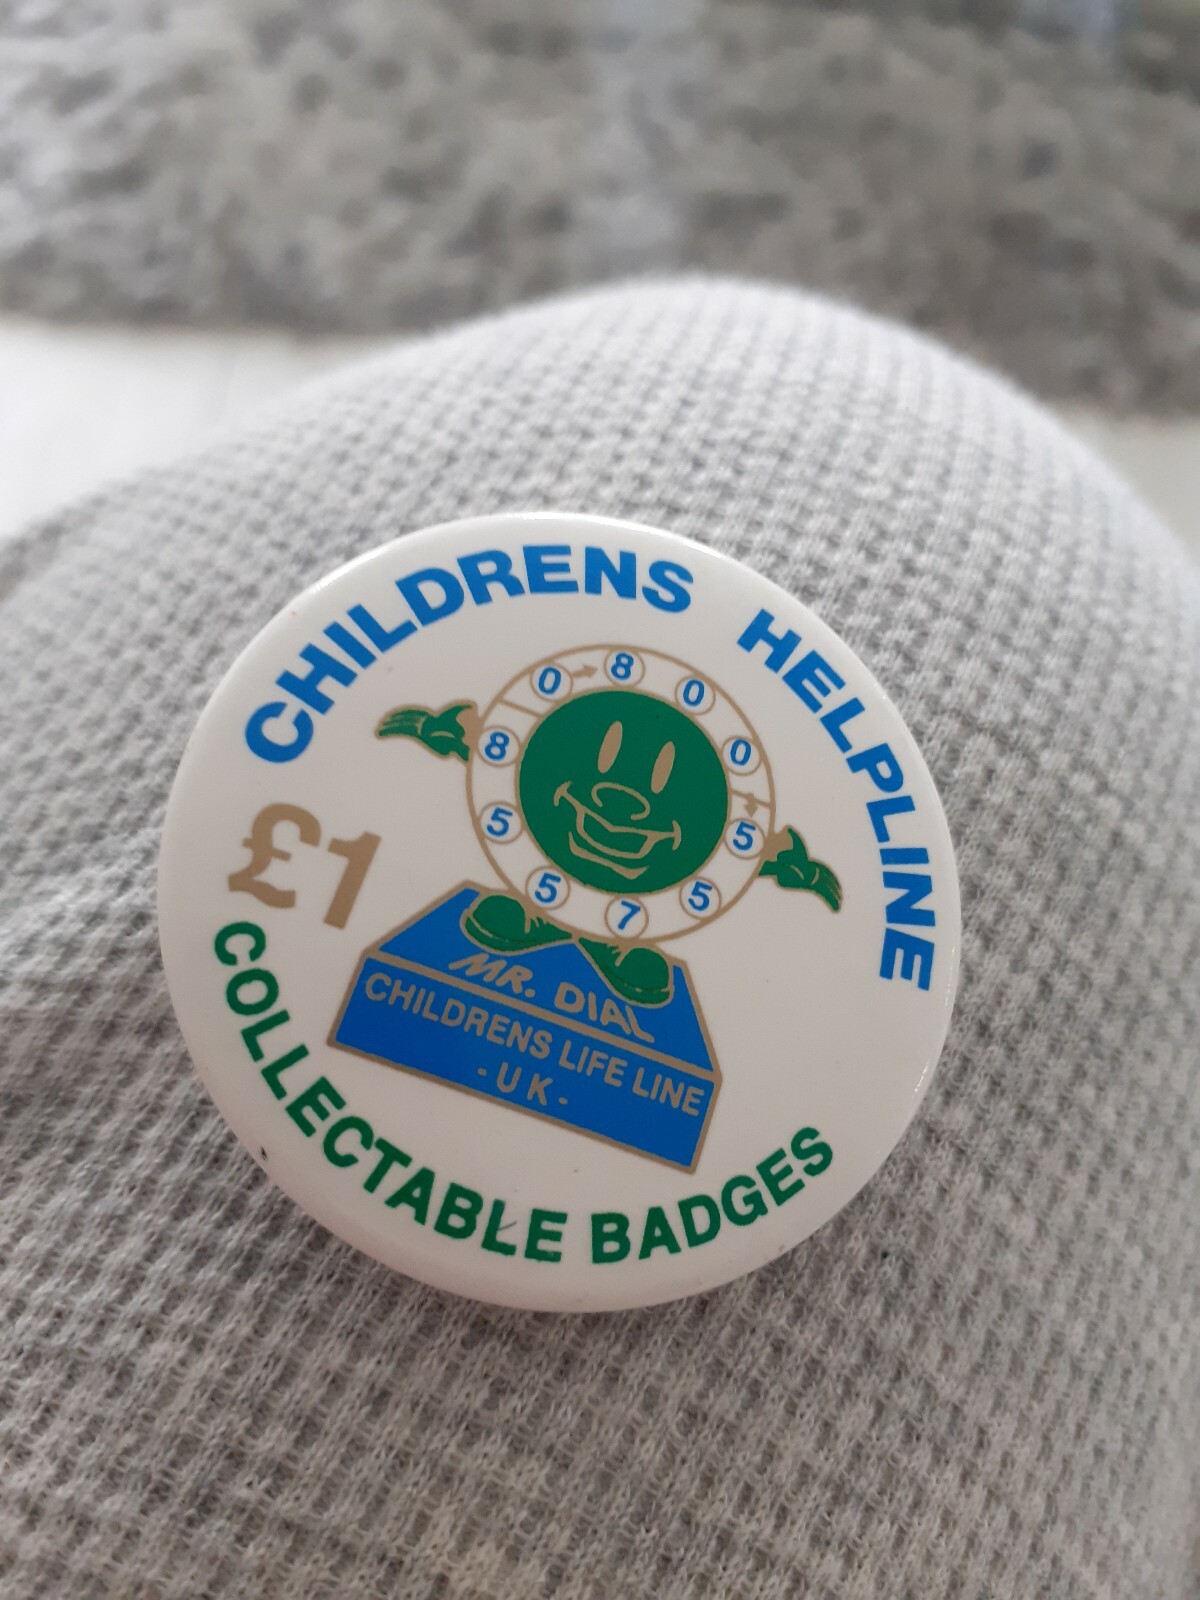 CHILDRENS HELPLINE
0 8 0 0 5 5 7 5 5 8
£1
MR. DIAL
CHILDRENS LIFE LINE
- UK -
COLLECTABLE BADGES